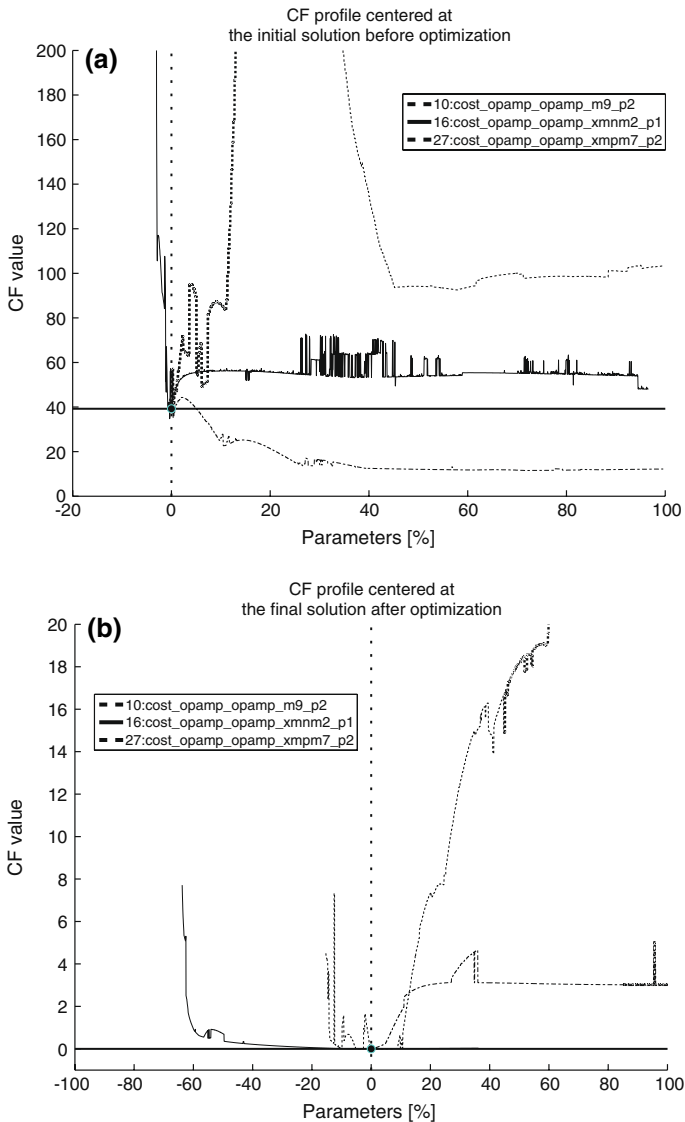 CF profile centered at
the initial solution before optimization
(a)
200
180
160
140
120
100
80
60
40
20
0
CF value
10:cost_opamp_opamp_m9_p2
16:cost_opamp_opamp_xmnm2_p1
27:cost_opamp_opamp_xmpm7_p2
-20 0 20 40 60 80 100
Parameters [%]
CF profile centered at
the final solution after optimization
(b)
20
18
16
14
12
10
8
6
4
2
0
CF value
10:cost_opamp_opamp_m9_p2
16:cost_opamp_opamp_xmnm2_p1
27:cost_opamp_opamp_xmpm7_p2
-100 -80 -60 -40 -20 0 20 40 60 80 100
Parameters [%]